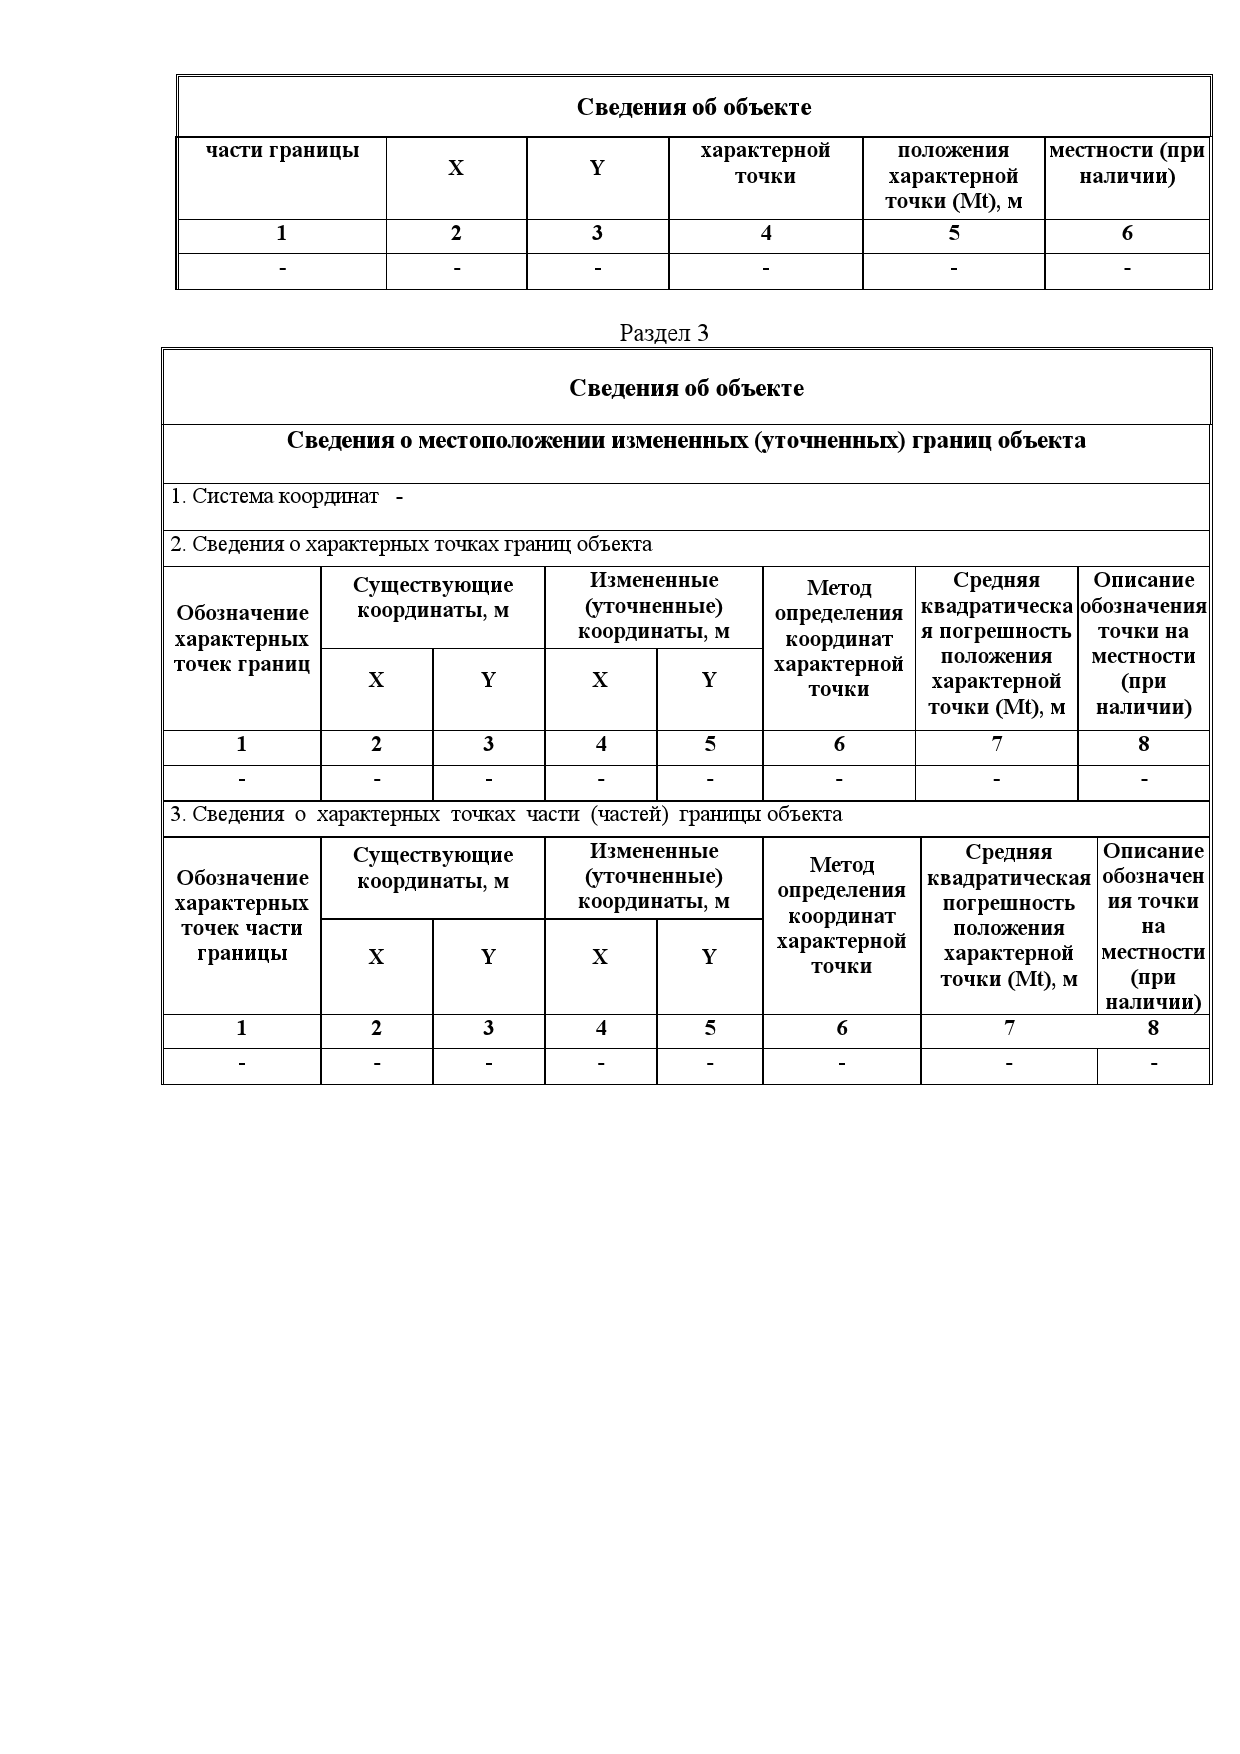 Сведения об объекте
части границы X Y характерной точки положения характерной точки (Mt), м местности (при наличии)
1 2 3 4 5 6
- - - - - -
Раздел 3
Сведения об объекте
Сведения о местоположении измененных (уточненных) границ объекта
1. Система координат -
2. Сведения о характерных точках границ объекта
Обозначение характерных точек границ
Существующие координаты, м
Измененные (уточненные) координаты, м
Метод определения координат характерной точки
Средняя квадратическа я погрешность положения характерной точки (Mt), м
Описание обозначения точки на местности (при наличии)
X Y X Y
1 2 3 4 5 6 7 8
- - - - - - - -
3. Сведения о характерных точках части (частей) границы объекта
Обозначение характерных точек части границы
Существующие координаты, м
Измененные (уточненные) координаты, м
Метод определения координат характерной точки
Средняя квадратическая погрешность положения характерной точки (Mt), м
Описание обозначен ия точки на местности (при наличии)
X Y X Y
1 2 3 4 5 6 7 8
- - - - - - - -